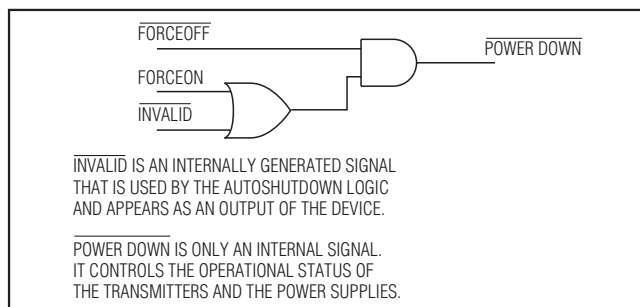 FORCEOFF
POWER DOWN
FORCEON
INVALID
INVALID IS AN INTERNALLY GENERATED SIGNAL
THAT IS USED BY THE AUTOSHUTDOWN LOGIC
AND APPEARS AS AN OUTPUT OF THE DEVICE.
POWER DOWN IS ONLY AN INTERNAL SIGNAL.
IT CONTROLS THE OPERATIONAL STATUS OF
THE TRANSMITTERS AND THE POWER SUPPLIES.